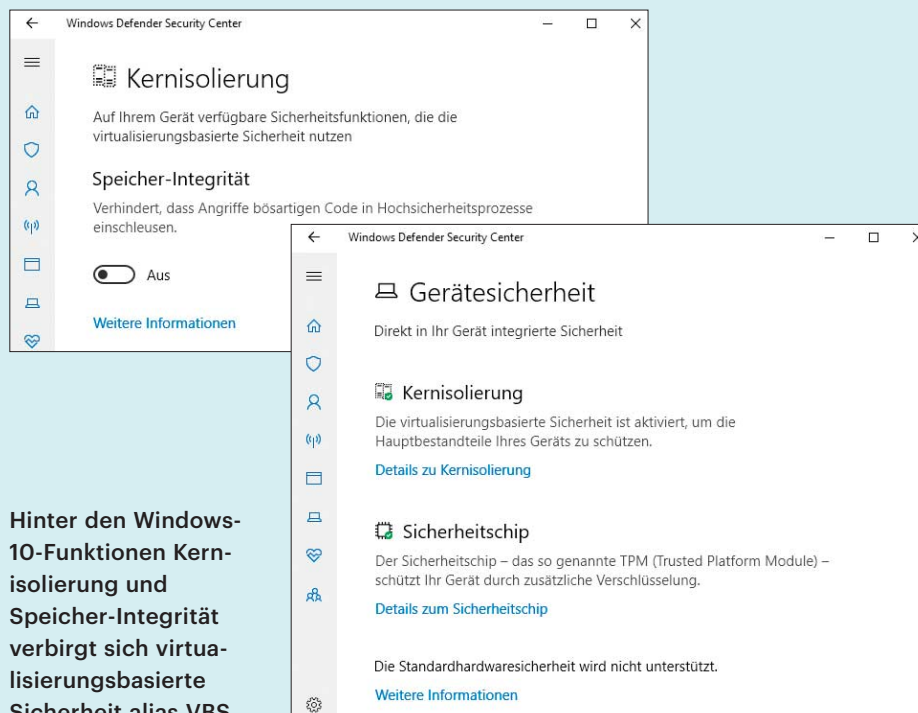 Windows Defender Security Center
Kernisolierung
Auf Ihrem Gerät verfügbare Sicherheitsfunktionen, die die
virtualisierungsbasierte Sicherheit nutzen
Speicher-Integrität
Verhindert, dass Angriffe bösartigen Code in Hochsicherheitsprozesse
einschleusen.
Aus
Weitere Informationen
Windows Defender Security Center
Gerätesicherheit
Direkt in Ihr Gerät integrierte Sicherheit
Kernisolierung
Die virtualisierungsbasierte Sicherheit ist aktiviert, um die
Hauptbestandteile Ihres Geräts zu schützen.
Details zu Kernisolierung
Sicherheitschip
Der Sicherheitschip – das so genannte TPM (Trusted Platform Module) –
schützt Ihr Gerät durch zusätzliche Verschlüsselung.
Details zum Sicherheitschip
Die Standardhardwaresicherheit wird nicht unterstützt.
Weitere Informationen
Hinter den Windows-
10-Funktionen Kern-
isolierung und
Speicher-Integrität
verbirgt sich virtua-
lisierungsbasierte
Sicherheit alias VBS